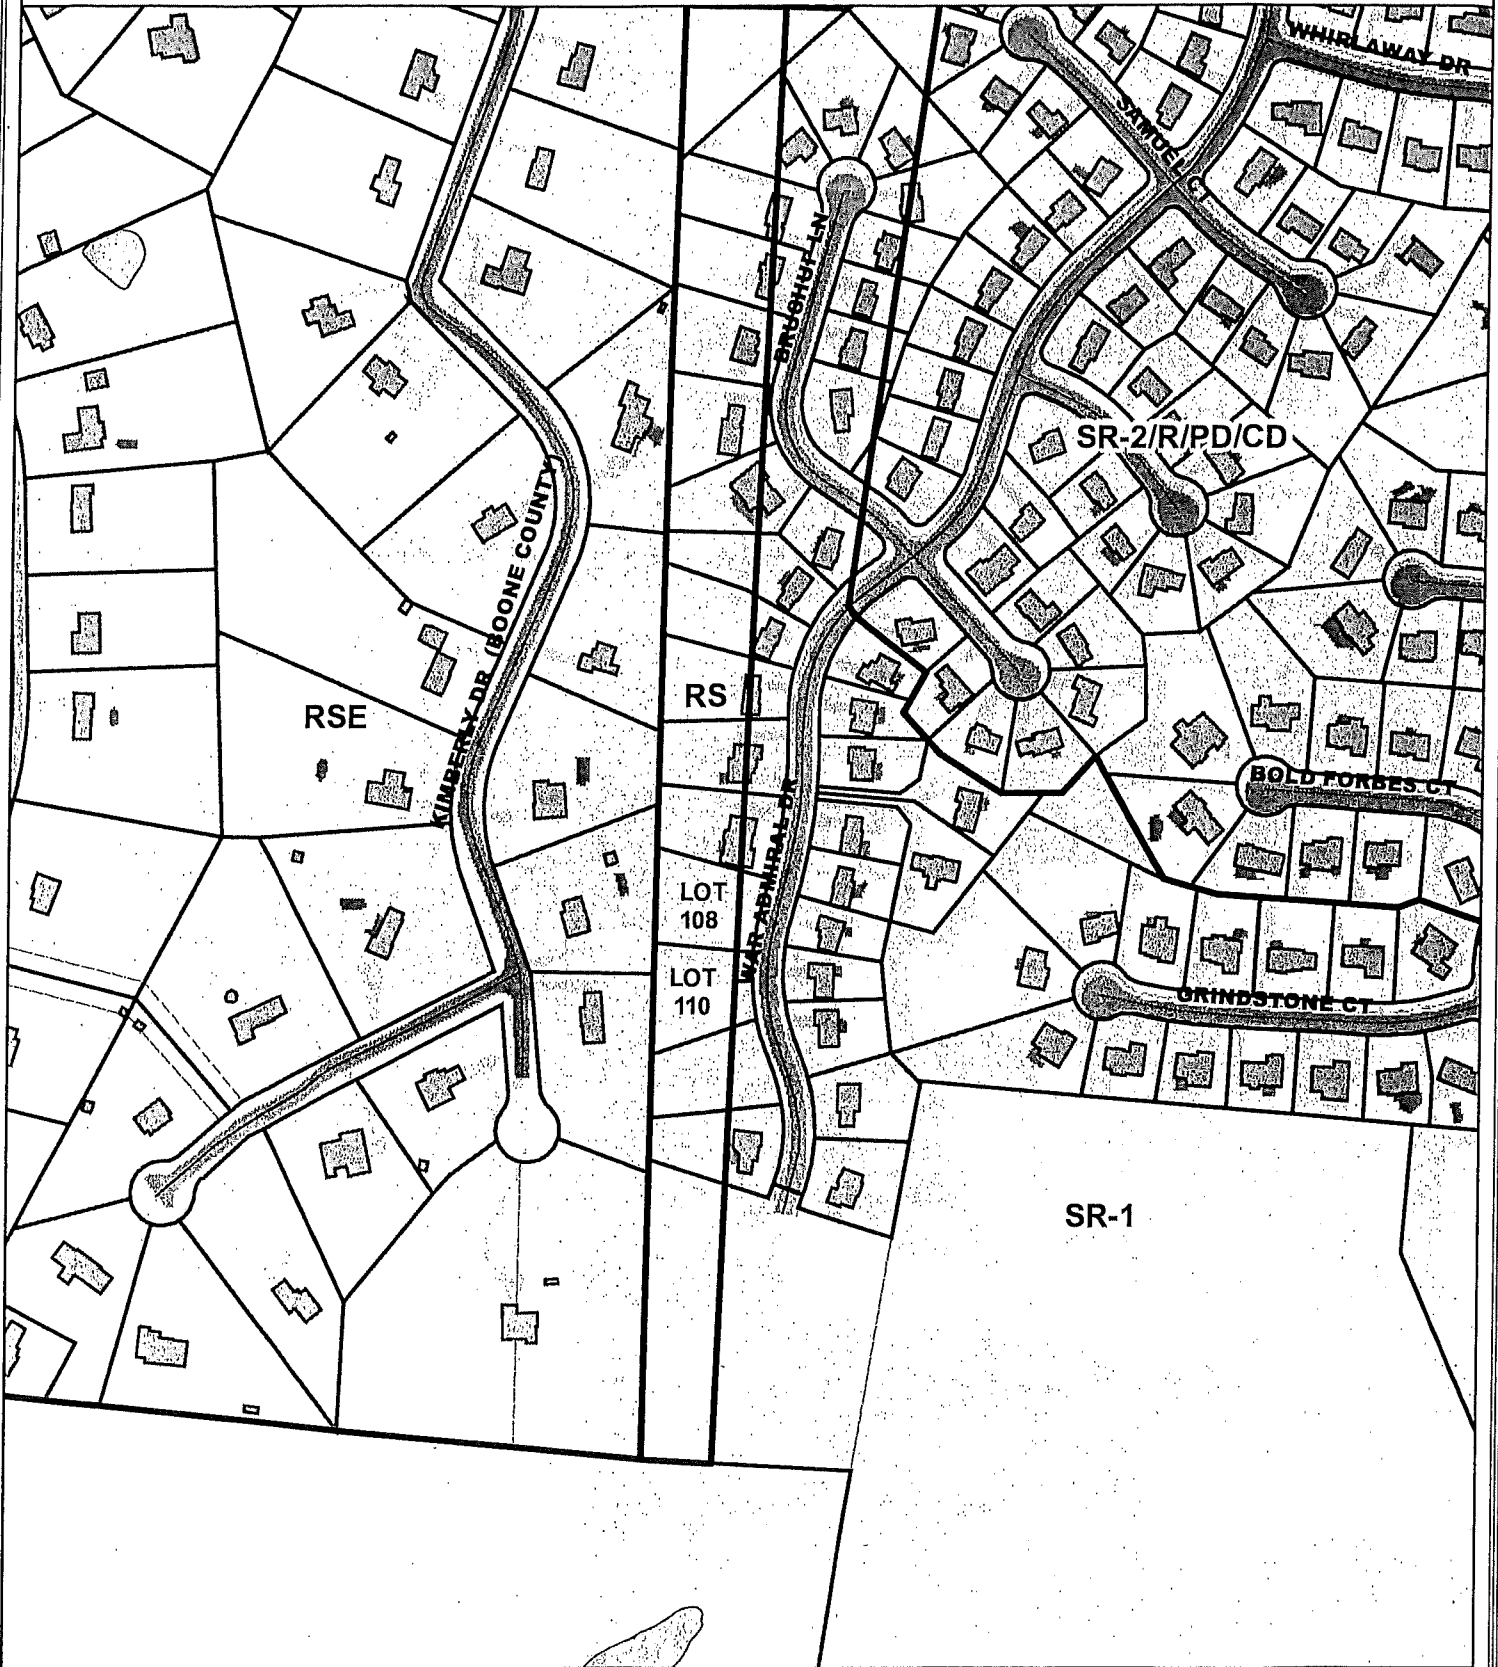 WHIRLAWAY DR
SAMUEL CT
BRUSHUP LN
SR-2/R/PD/CD
KIMBERLY DR (BOONE COUNTY)
RS
RSE
BOLD FORBES CT
WAR ADMIRAL DR
LOT
108
LOT
110
GRINDSTONE CT
SR-1